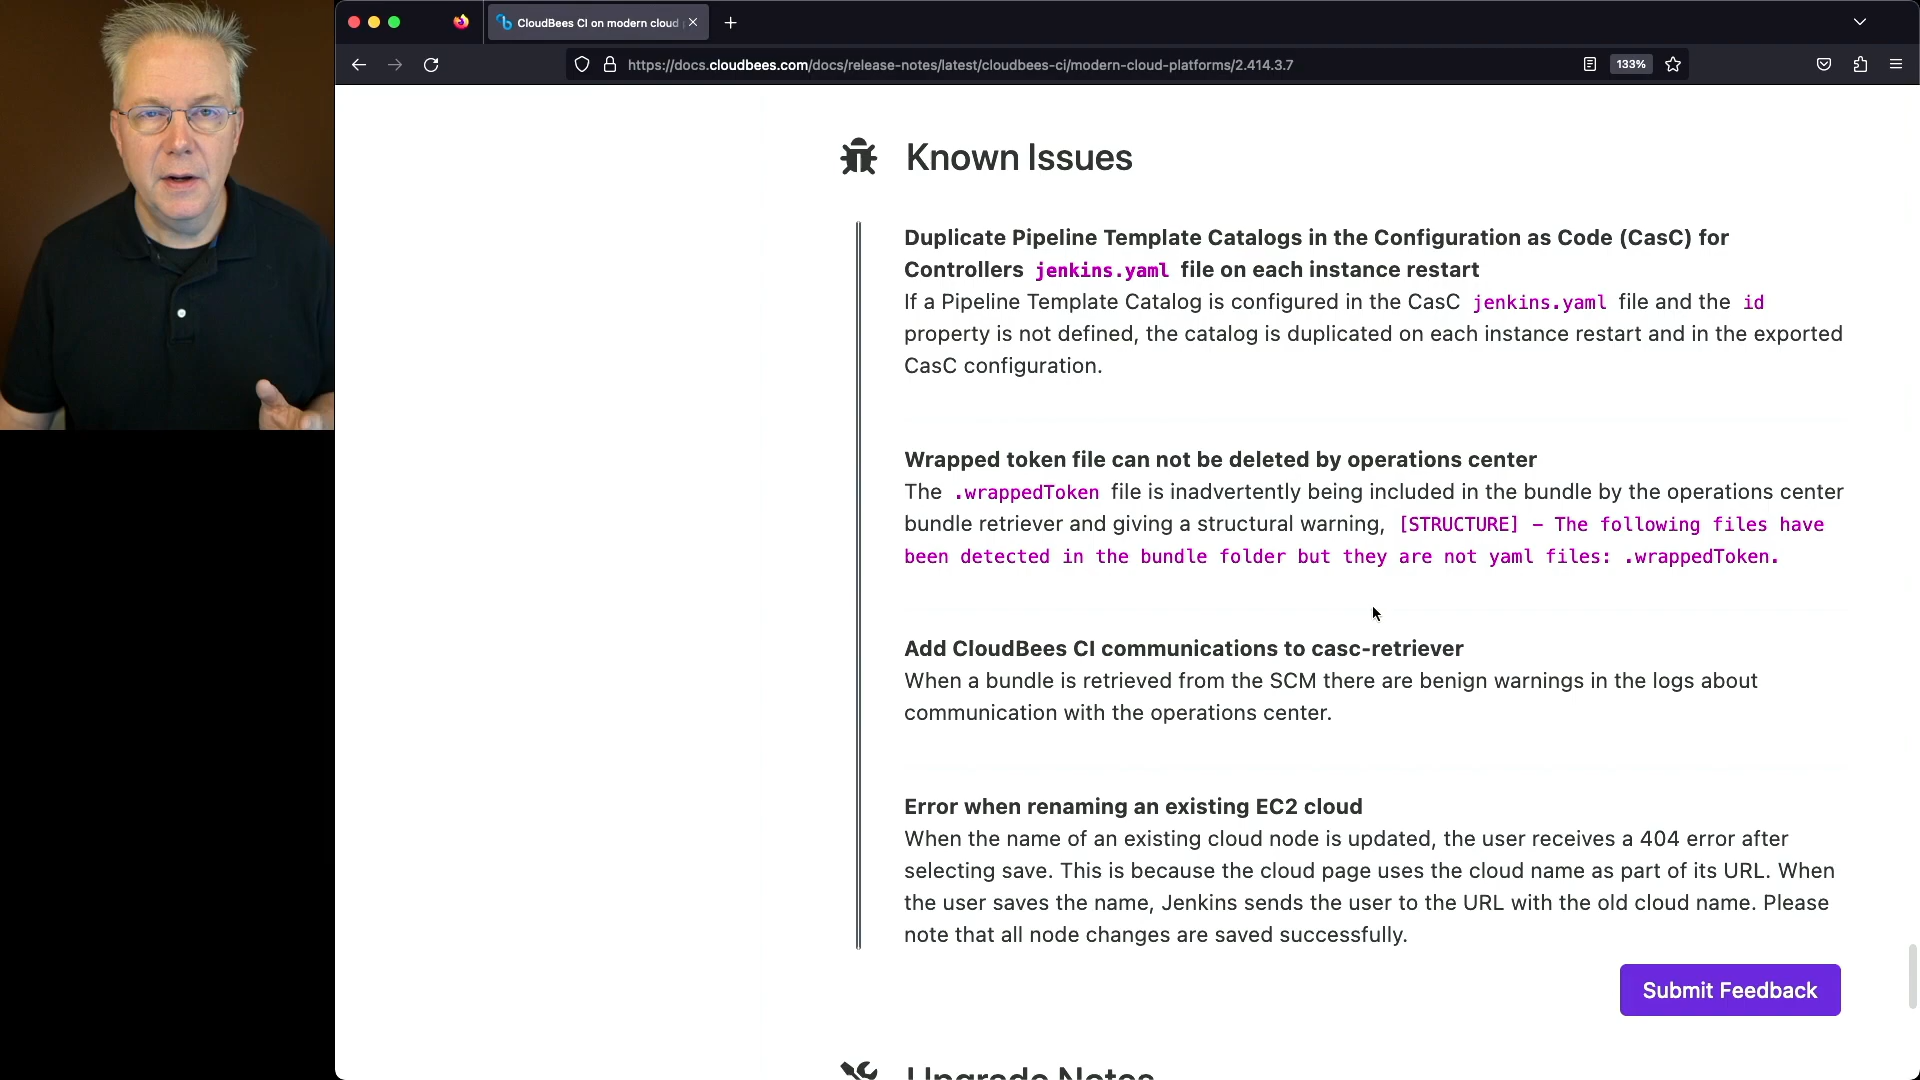 CloudBees CI on modern cloud
https://docs.cloudbees.com/docs/release-notes/latest/cloudbees-ci/modern-cloud-platforms/2.414.3.7
133%
Known Issues
Duplicate Pipeline Template Catalogs in the Configuration as Code (CasC) for
Controllers jenkins.yaml file on each instance restart
If a Pipeline Template Catalog is configured in the CasC jenkins.yaml file and the id
property is not defined, the catalog is duplicated on each instance restart and in the exported
CasC configuration.
Wrapped token file can not be deleted by operations center
The .wrappedToken file is inadvertently being included in the bundle by the operations center
bundle retriever and giving a structural warning, [STRUCTURE] - The following files have
been detected in the bundle folder but they are not yaml files: .wrappedToken.
Add CloudBees CI communications to casc-retriever
When a bundle is retrieved from the SCM there are benign warnings in the logs about
communication with the operations center.
Error when renaming an existing EC2 cloud
When the name of an existing cloud node is updated, the user receives a 404 error after
selecting save. This is because the cloud page uses the cloud name as part of its URL. When
the user saves the name, Jenkins sends the user to the URL with the old cloud name. Please
note that all node changes are saved successfully.
Submit Feedback
Upgrade Notes